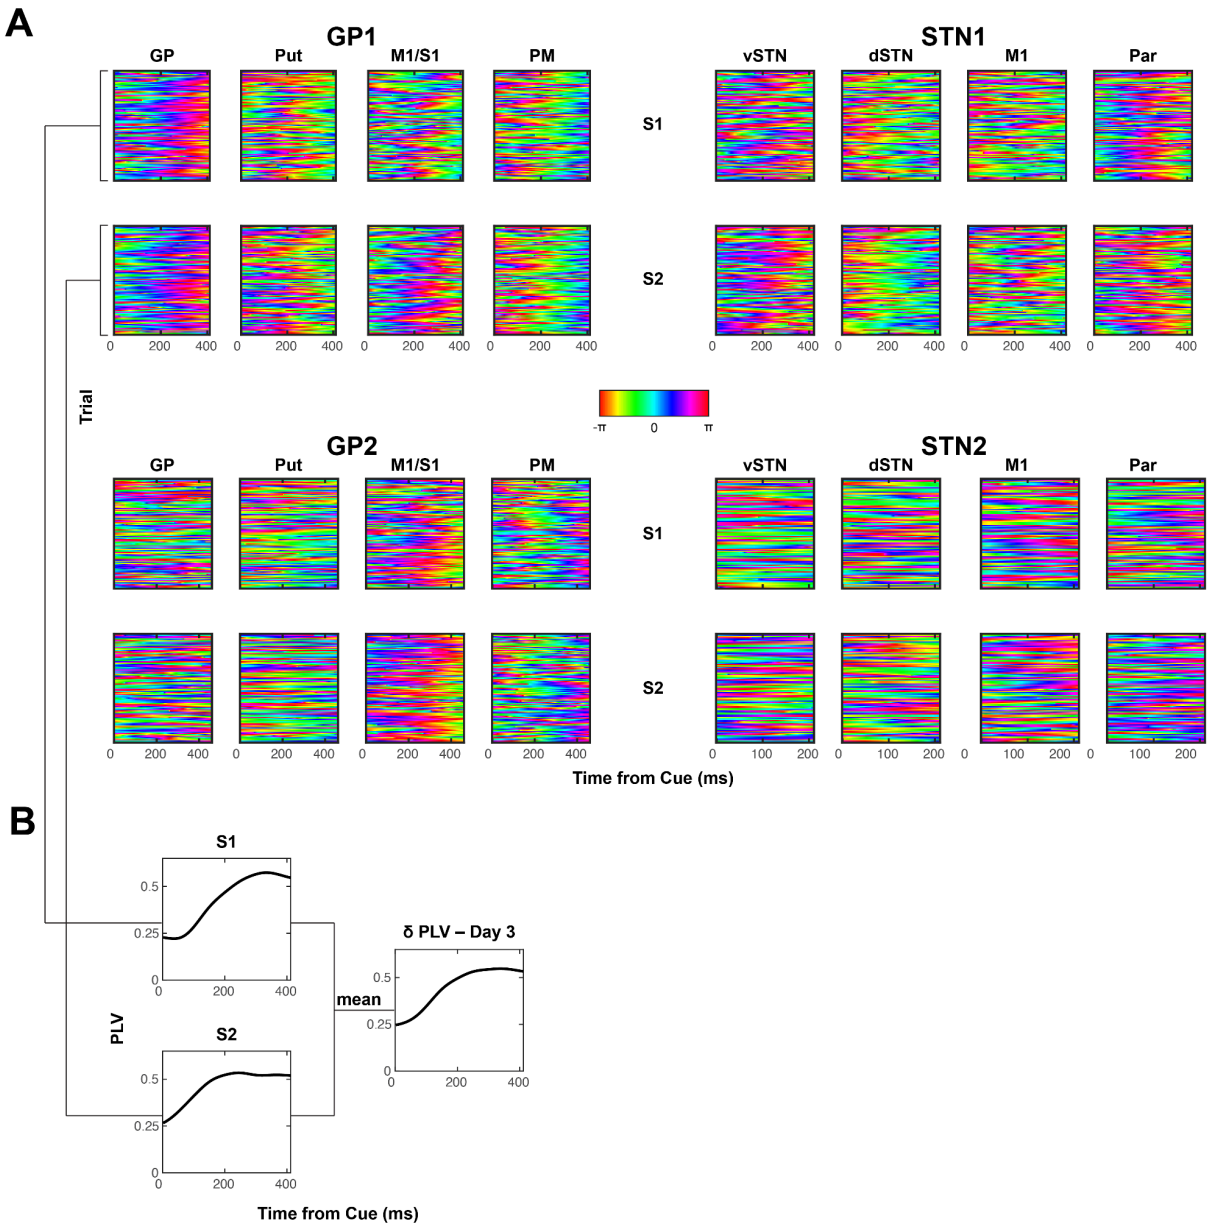 A
GP1 STN1
GP Put M1/S1 PM vSTN dSTN M1 Par
S1
S2
0 200 400 0 200 400 0 200 400 0 200 400 0 200 400 0 200 400 0 200 400 0 200 400
Trial
-π 0 π
GP2 STN2
GP Put M1/S1 PM vSTN dSTN M1 Par
S1
S2
0 200 400 0 200 400 0 200 400 0 200 400 0 100 200 0 100 200 0 100 200 0 100 200
Time from Cue (ms)
B
S1
0.5
0.25
0
0 200 400
δ PLV – Day 3
0.5
0.25
0
0 200 400
mean
PLV
S2
0.5
0.25
0
0 200 400
Time from Cue (ms)